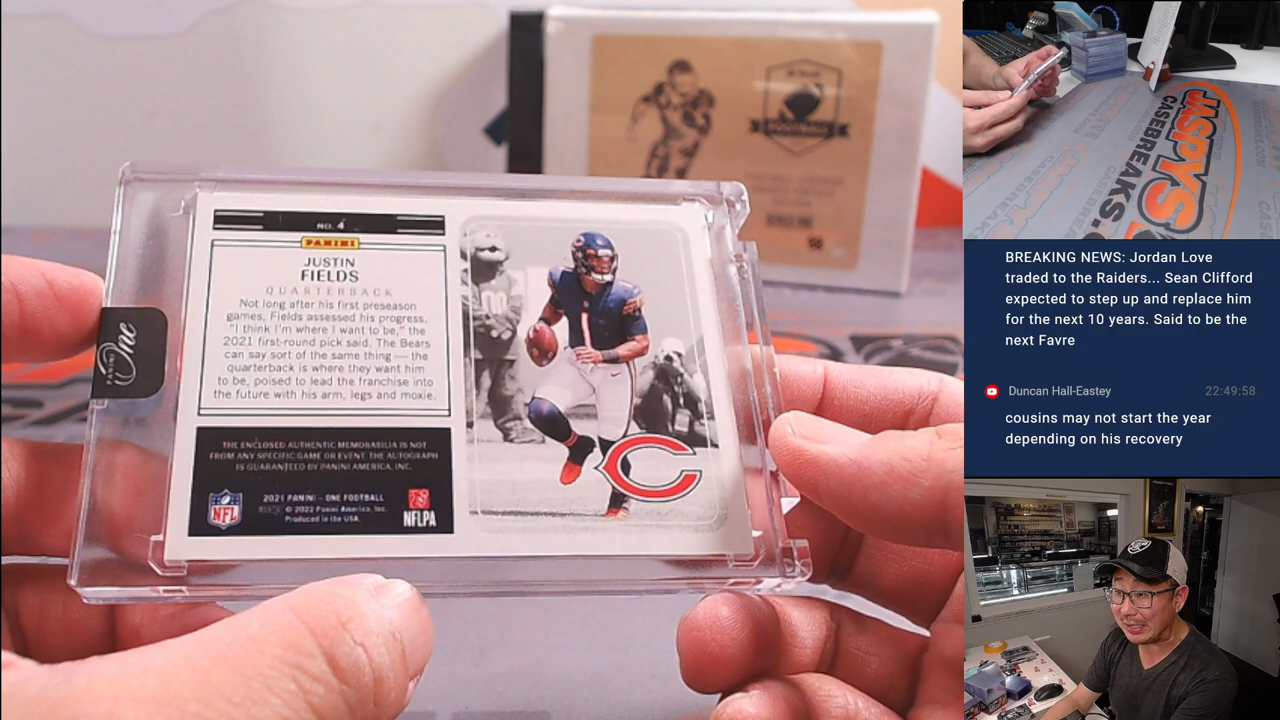 NO. 4
PANINI
JUSTIN
FIELDS
QUARTERBACK
Not long after his first preseason
games, Fields assessed his progress.
"I think I'm where I want to be," the
2021 first-round pick said. The Bears
can say sort of the same thing — the
quarterback is where they want him
to be, poised to lead the franchise into
the future with his arm, legs and moxie.
THE ENCLOSED AUTHENTIC MEMORABILIA IS NOT
FROM ANY SPECIFIC GAME OR EVENT. THE AUTOGRAPH
IS GUARANTEED BY PANINI AMERICA, INC.
2021 PANINI – ONE FOOTBALL
© 2022 Panini America, Inc.
Produced in the USA.
NFL
NFLPA
PANINI One
1
FOOTBALL
JASPYS
CASEBREAKS.
BREAKING NEWS: Jordan Love
traded to the Raiders... Sean Clifford
expected to step up and replace him
for the next 10 years. Said to be the
next Favre
Duncan Hall-Eastey 22:49:58
cousins may not start the year
depending on his recovery